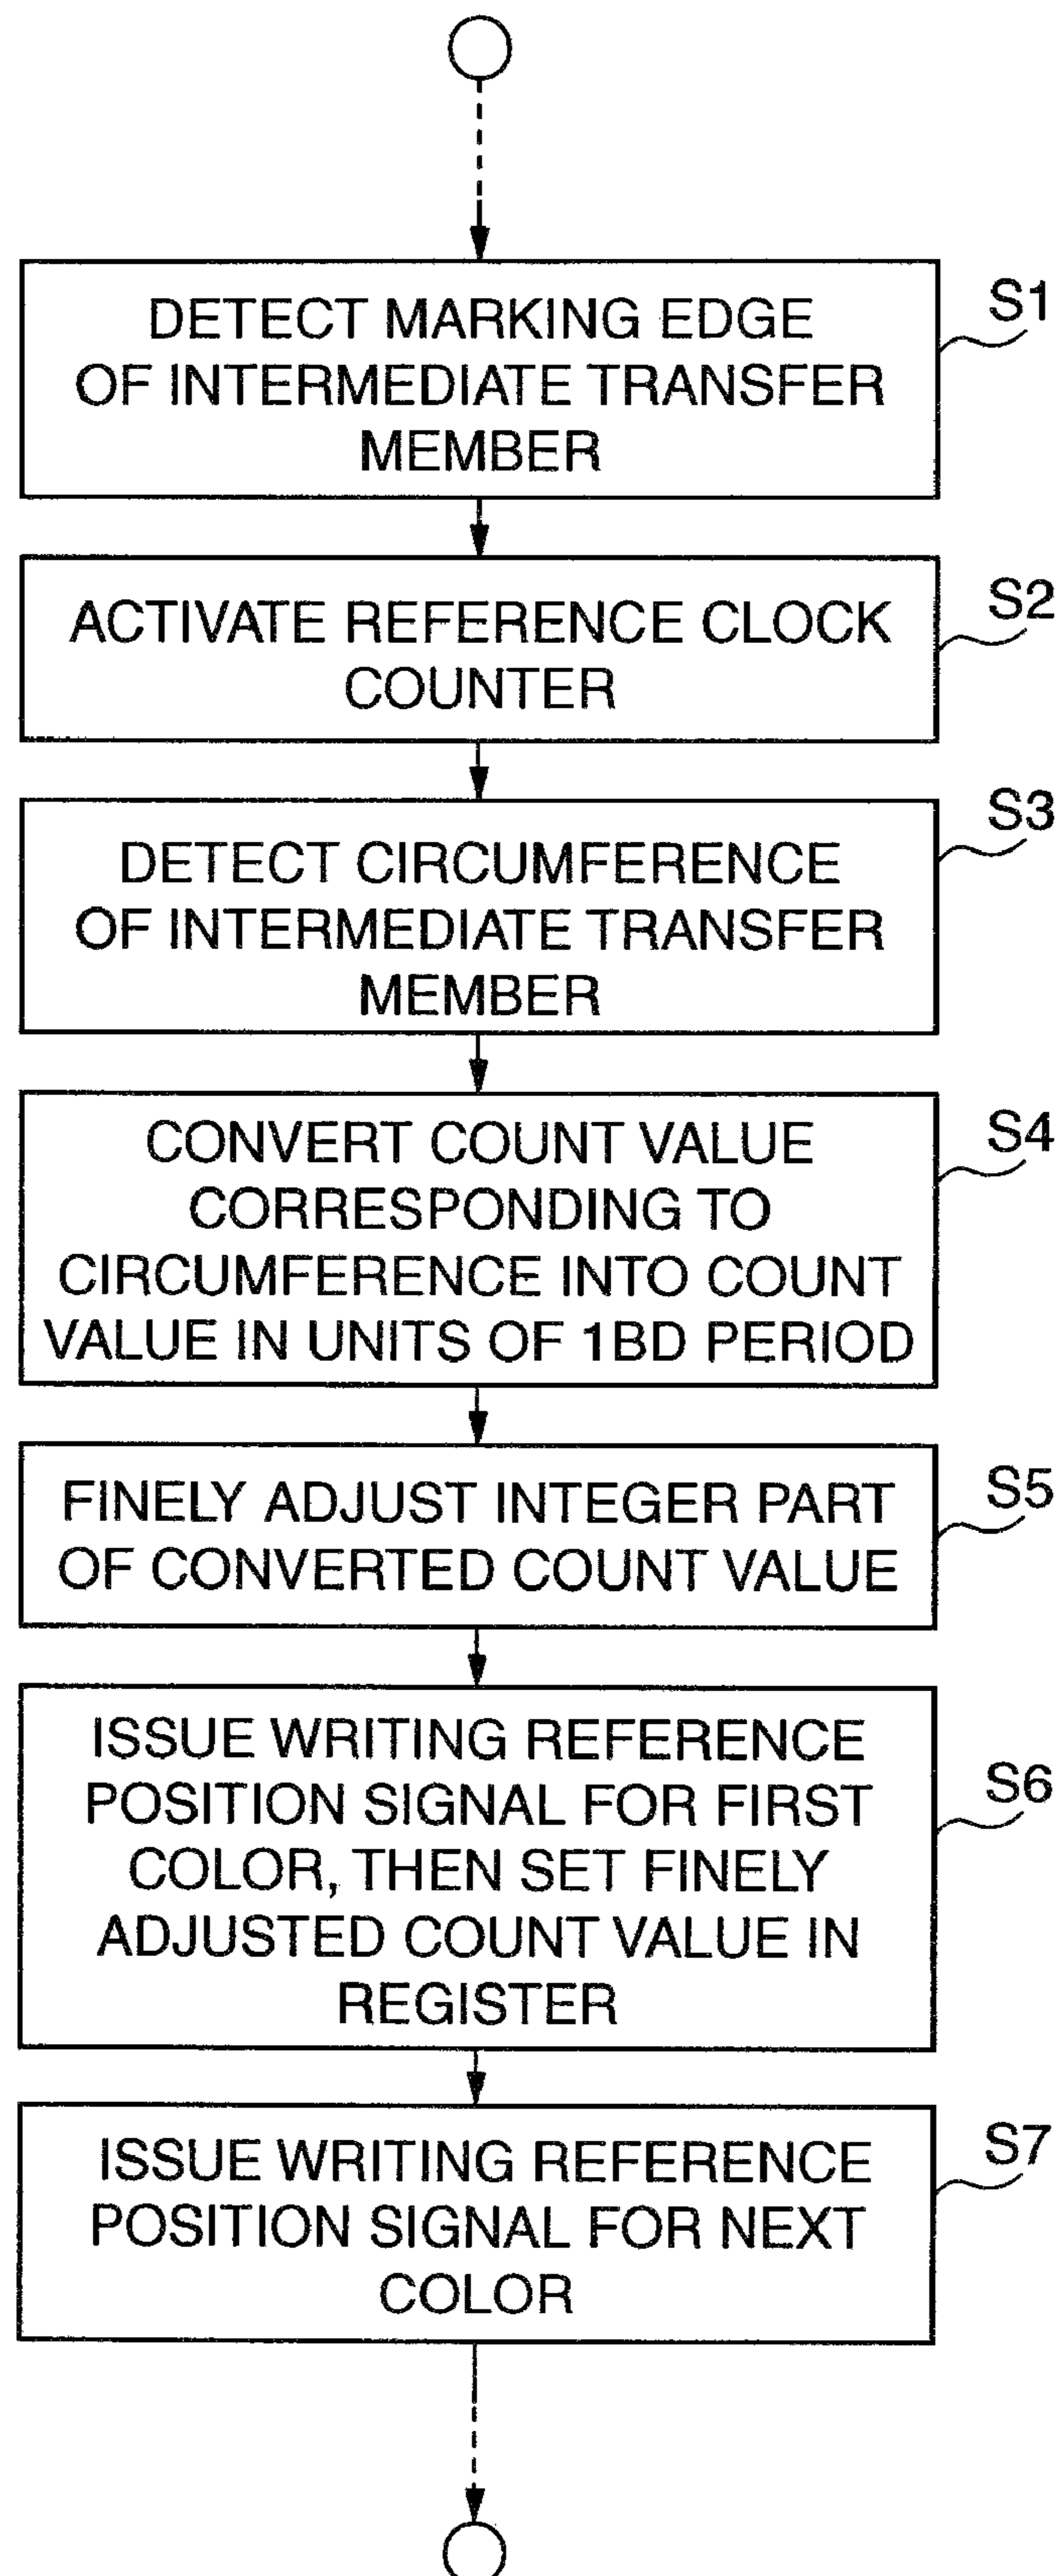 DETECT MARKING EDGE
OF INTERMEDIATE TRANSFER
MEMBER
S1
ACTIVATE REFERENCE CLOCK
COUNTER
S2
DETECT CIRCUMFERENCE
OF INTERMEDIATE TRANSFER
MEMBER
S3
CONVERT COUNT VALUE
CORRESPONDING TO
CIRCUMFERENCE INTO COUNT
VALUE IN UNITS OF 1BD PERIOD
S4
FINELY ADJUST INTEGER PART
OF CONVERTED COUNT VALUE
S5
ISSUE WRITING REFERENCE
POSITION SIGNAL FOR FIRST
COLOR, THEN SET FINELY
ADJUSTED COUNT VALUE IN
REGISTER
S6
ISSUE WRITING REFERENCE
POSITION SIGNAL FOR NEXT
COLOR
S7